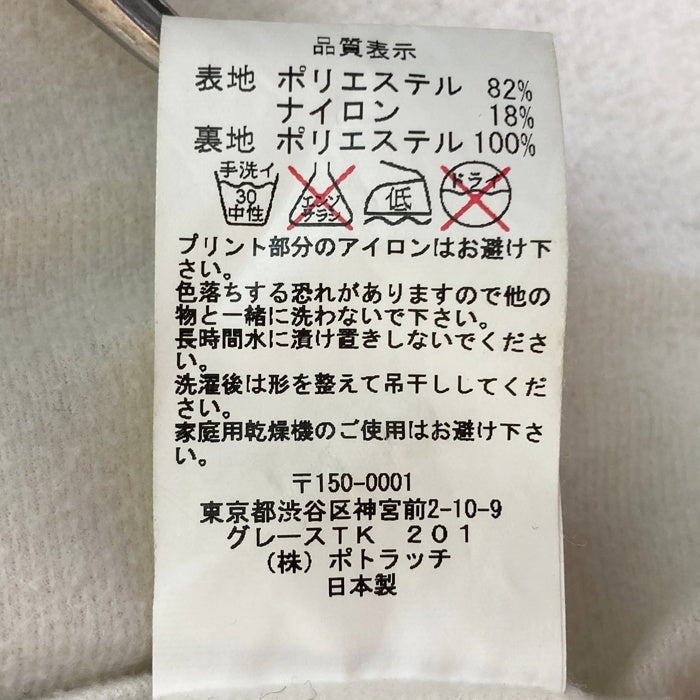 品質表示
表地 ポリエステル 82%
ナイロン 18%
裏地 ポリエステル 100%
手洗イ
30
中性
エンソ
サラシ
低
ドライ
プリント部分のアイロンはお避け下
さい。
色落ちする恐れがありますので他の
物と一緒に洗わないで下さい。
長時間水に漬け置きしないでくださ
い。
洗濯後は形を整えて吊干ししてくだ
さい。
家庭用乾燥機のご使用はお避け下さ
い。
〒150-0001
東京都渋谷区神宮前2-10-9
グレースTK 201
(株) ポトラッチ
日本製